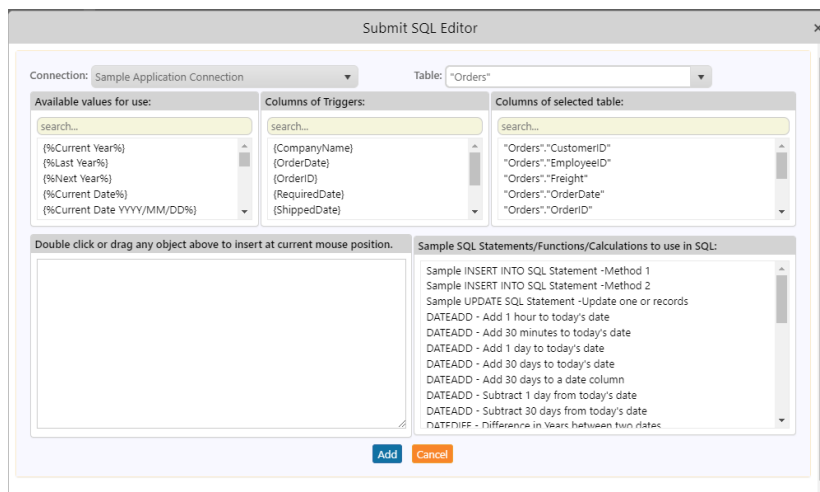 Submit SQL Editor
×
Connection: Sample Application Connection
Table: "Orders"
Available values for use:
search...
{%Current Year%}
{%Last Year%}
{%Next Year%}
{%Current Date%}
{%Current Date YYYY/MM/DD%}
Columns of Triggers:
search...
{CompanyName}
{OrderDate}
{OrderID}
{RequiredDate}
{ShippedDate}
Columns of selected table:
search...
"Orders"."CustomerID"
"Orders"."EmployeeID"
"Orders"."Freight"
"Orders"."OrderDate"
"Orders"."OrderID"
Double click or drag any object above to insert at current mouse position.
Sample SQL Statements/Functions/Calculations to use in SQL:
Sample INSERT INTO SQL Statement -Method 1
Sample INSERT INTO SQL Statement -Method 2
Sample UPDATE SQL Statement -Update one or records
DATEADD - Add 1 hour to today's date
DATEADD - Add 30 minutes to today's date
DATEADD - Add 1 day to today's date
DATEADD - Add 30 days to today's date
DATEADD - Add 30 days to a date column
DATEADD - Subtract 1 day from today's date
DATEADD - Subtract 30 days from today's date
DATEDIFF - Difference in Years between two dates
Add
Cancel